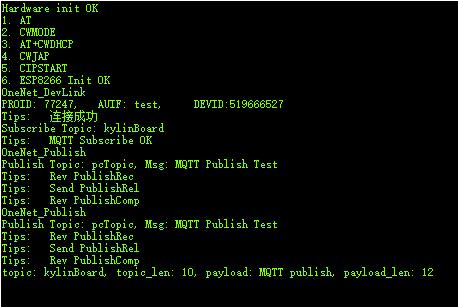 Hardware init OK
1. AT
2. CWMODE
3. AT+CWDHCP
4. CWJAP
5. CIPSTART
6. ESP8266 Init OK
OneNet_DevLink
PROID: 77247,   AUIF: test,     DEVID:519666527
Tips:   连接成功
Subscribe Topic: kylinBoard
Tips:   MQTT Subscribe OK
OneNet_Publish
Publish Topic: pcTopic, Msg: MQTT Publish Test
Tips:   Rev PublishRec
Tips:   Send PublishRel
Tips:   Rev PublishComp
OneNet_Publish
Publish Topic: pcTopic, Msg: MQTT Publish Test
Tips:   Rev PublishRec
Tips:   Send PublishRel
Tips:   Rev PublishComp
topic: kylinBoard, topic_len: 10, payload: MQTT publish, payload_len: 12